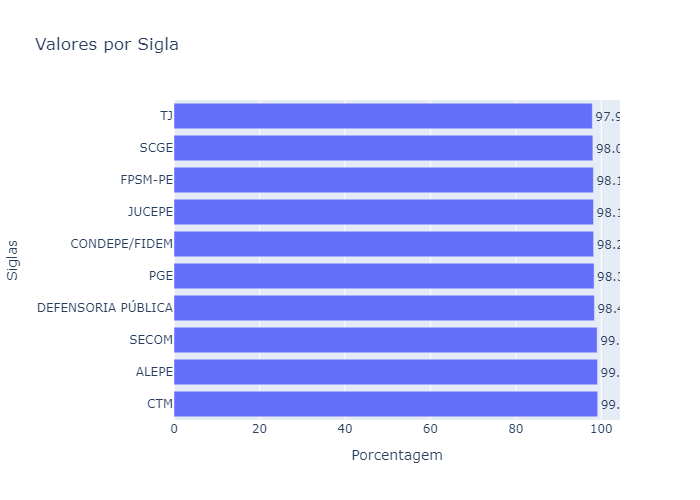 Valores por Sigla
Siglas
TJ 97.9
SCGE 98.0
FPSM-PE 98.1
JUCEPE 98.1
CONDEPE/FIDEM 98.2
PGE 98.3
DEFENSORIA PÚBLICA 98.4
SECOM 99.
ALEPE 99.
CTM 99.
0 20 40 60 80 100
Porcentagem